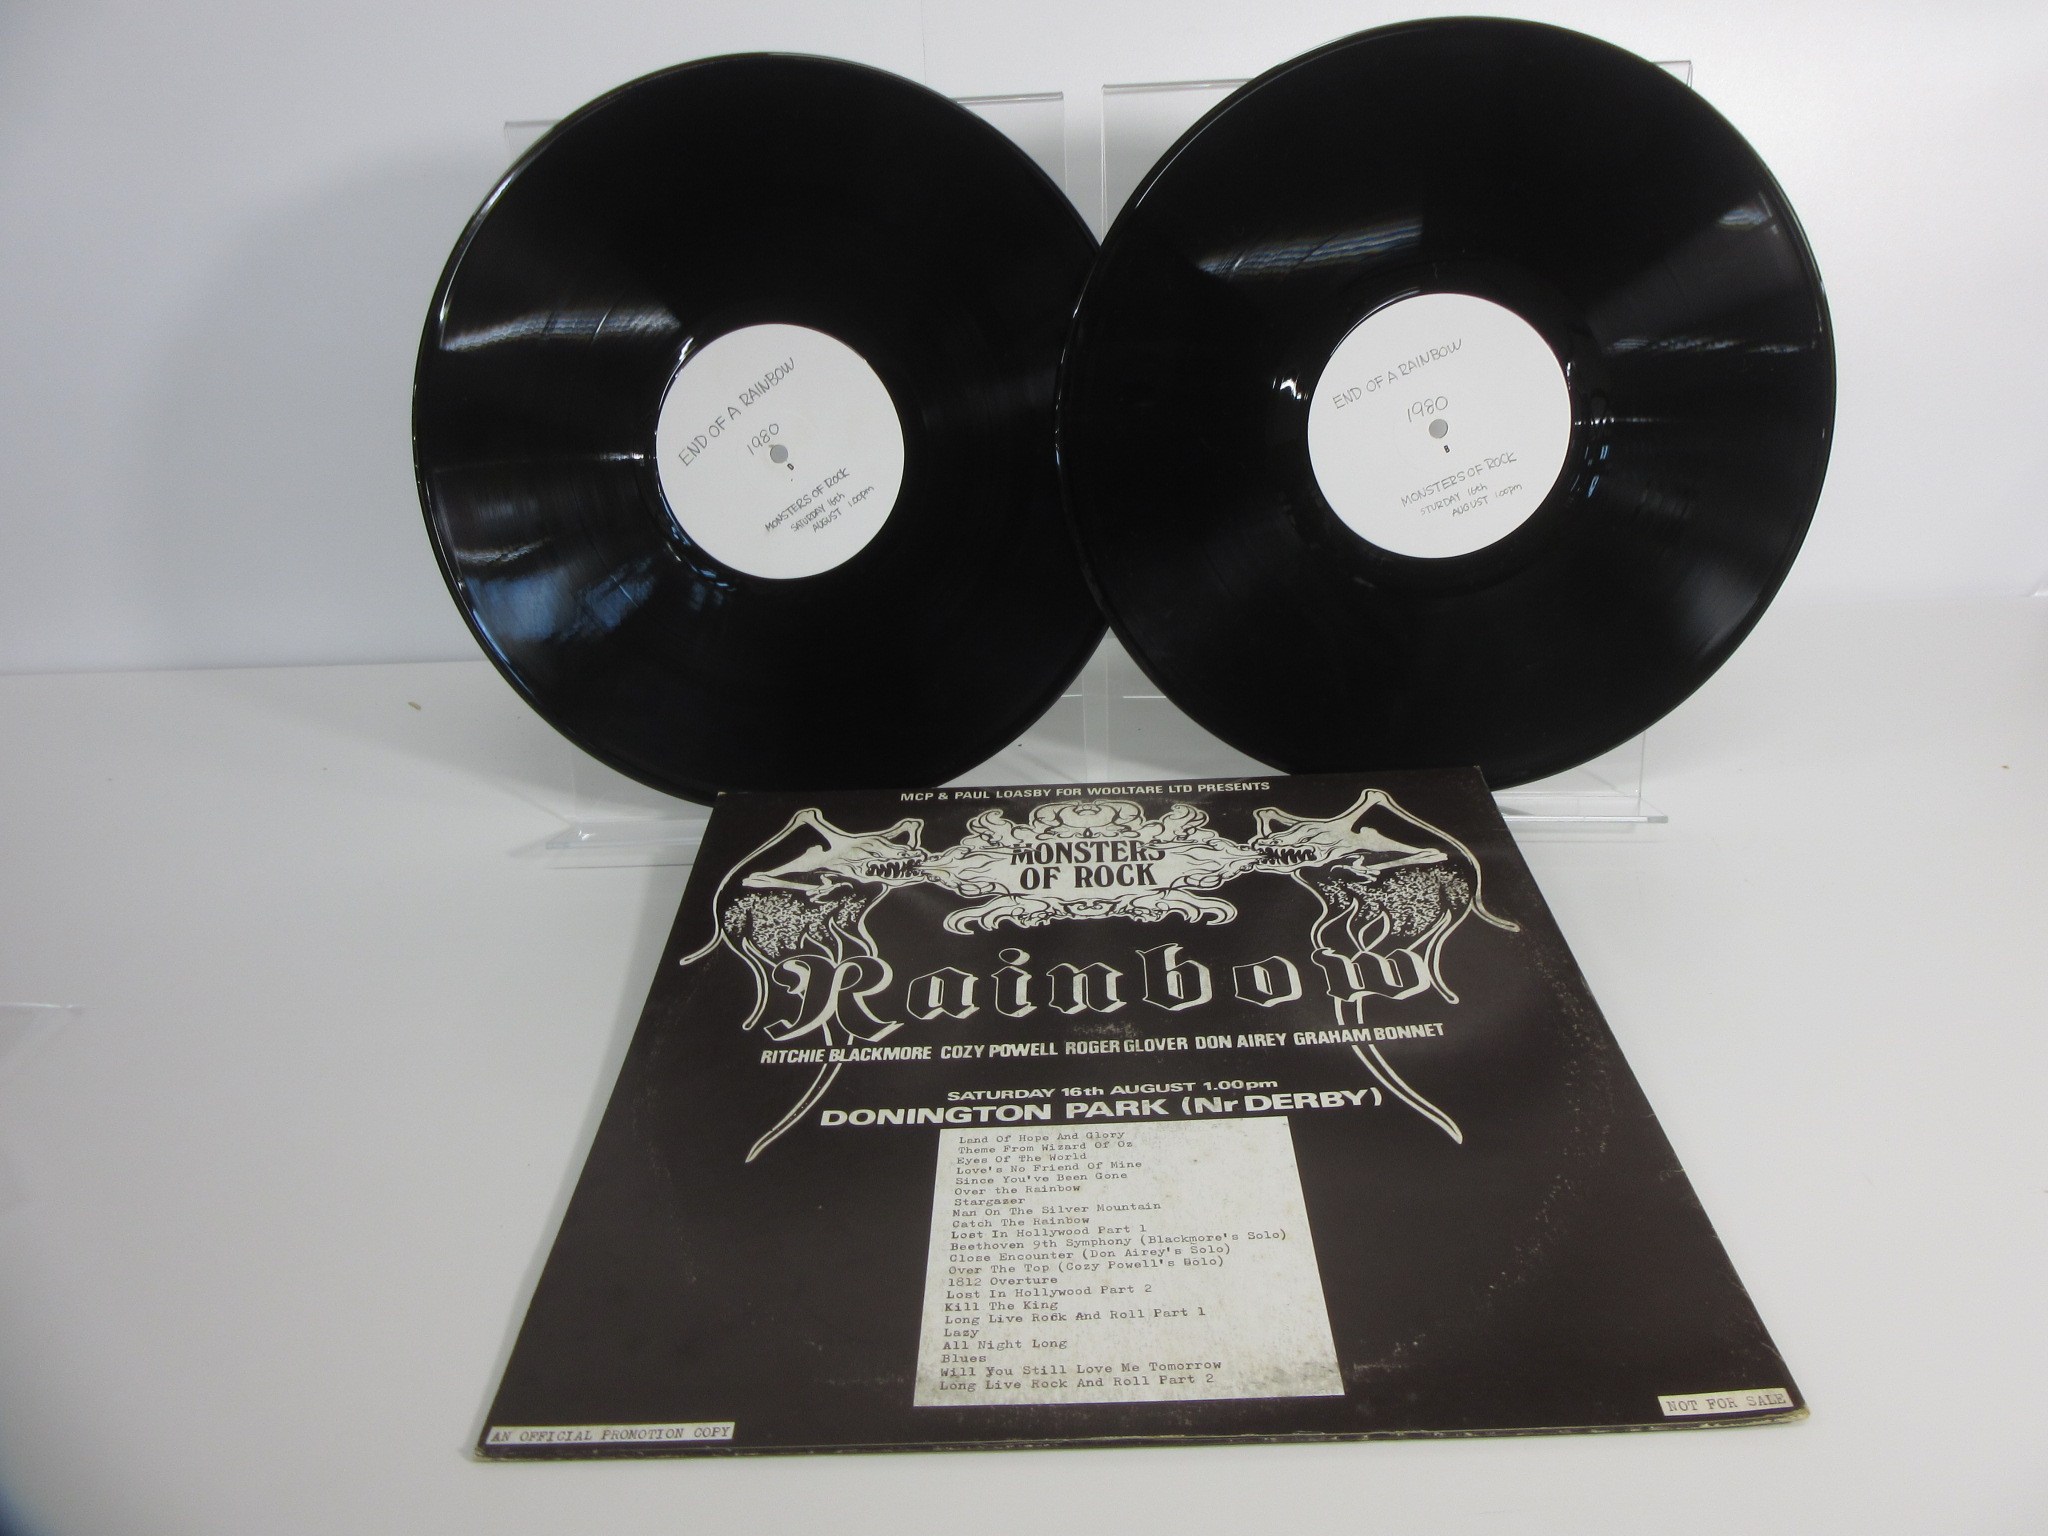 END OF A RAINBOW
1980
D
MONSTERS OF ROCK
SATURDAY 16th
AUGUST 1.00pm
END OF A RAINBOW
1980
B
MONSTERS OF ROCK
STURDAY 16th
AUGUST 1.00pm
MCP & PAUL LOASBY FOR WOOLTARE LTD PRESENTS
MONSTERS
OF ROCK
Rainbow
RITCHIE BLACKMORE COZY POWELL ROGER GLOVER DON AIREY GRAHAM BONNET
SATURDAY 16th AUGUST 1.00pm
DONINGTON PARK (Nr DERBY)
Land Of Hope And Glory
Theme From Wizard Of Oz
Eyes Of The World
Love's No Friend Of Mine
Since You've Been Gone
Over the Rainbow
Stargazer
Man On The Silver Mountain
Catch The Rainbow
Lost In Hollywood Part 1
Beethoven 9th Symphony (Blackmore's Solo)
Close Encounter (Don Airey's Solo)
Over The Top (Cozy Powell's Solo)
1812 Overture
Lost In Hollywood Part 2
Kill The King
Long Live Rock And Roll Part 1
Lazy
All Night Long
Blues
Will You Still Love Me Tomorrow
Long Live Rock And Roll Part 2
AN OFFICIAL PROMOTION COPY
NOT FOR SALE